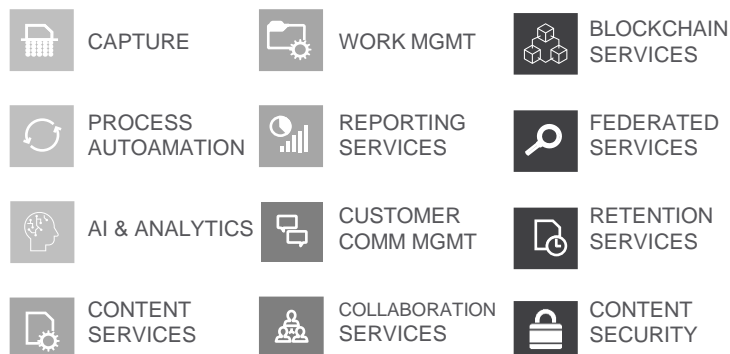 CAPTURE
WORK MGMT
BLOCKCHAIN
SERVICES
PROCESS
AUTOAMATION
REPORTING
SERVICES
FEDERATED
SERVICES
AI & ANALYTICS
CUSTOMER
COMM MGMT
RETENTION
SERVICES
CONTENT
SERVICES
COLLABORATION
SERVICES
CONTENT
SECURITY